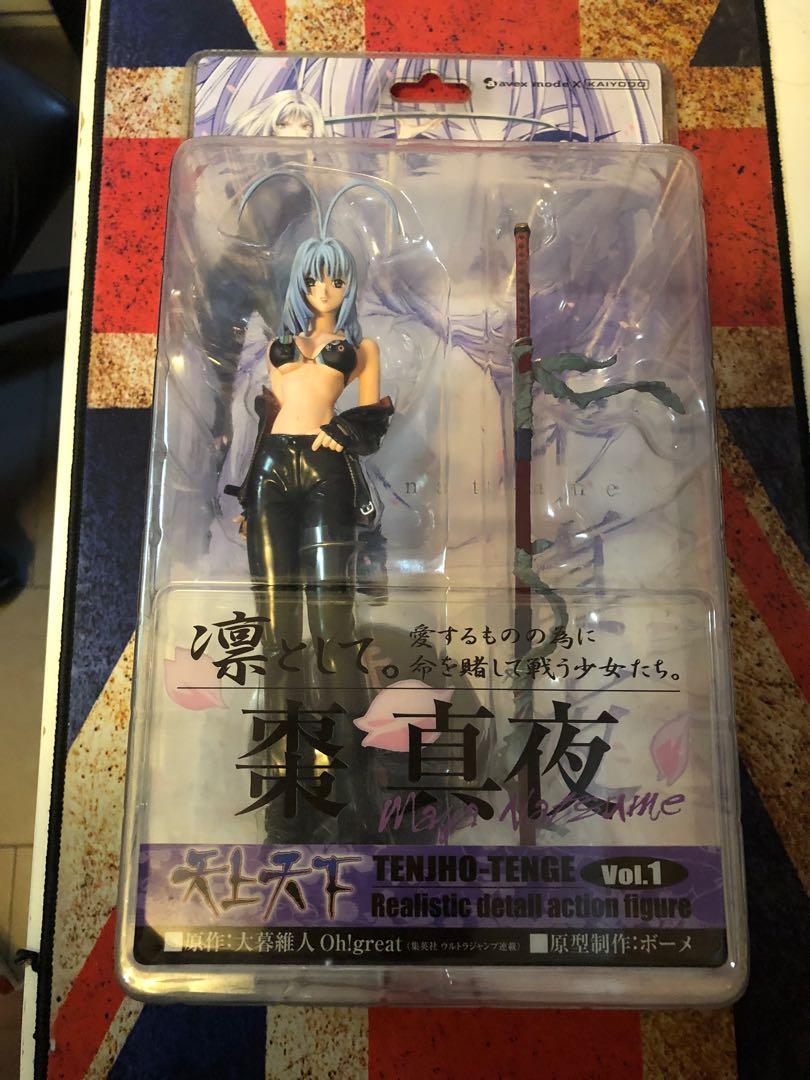 avex mode X KAIYODO
凛として。
愛するものの為に
命を賭して戦う少女たち。
棗 真夜
Maya Natsume
天上天下 TENJHO-TENGE Vol.1
Realistic detail action figure
■原作:大暮維人 Oh!great(集英社 ウルトラジャンプ連載) ■原型制作:ボーメ